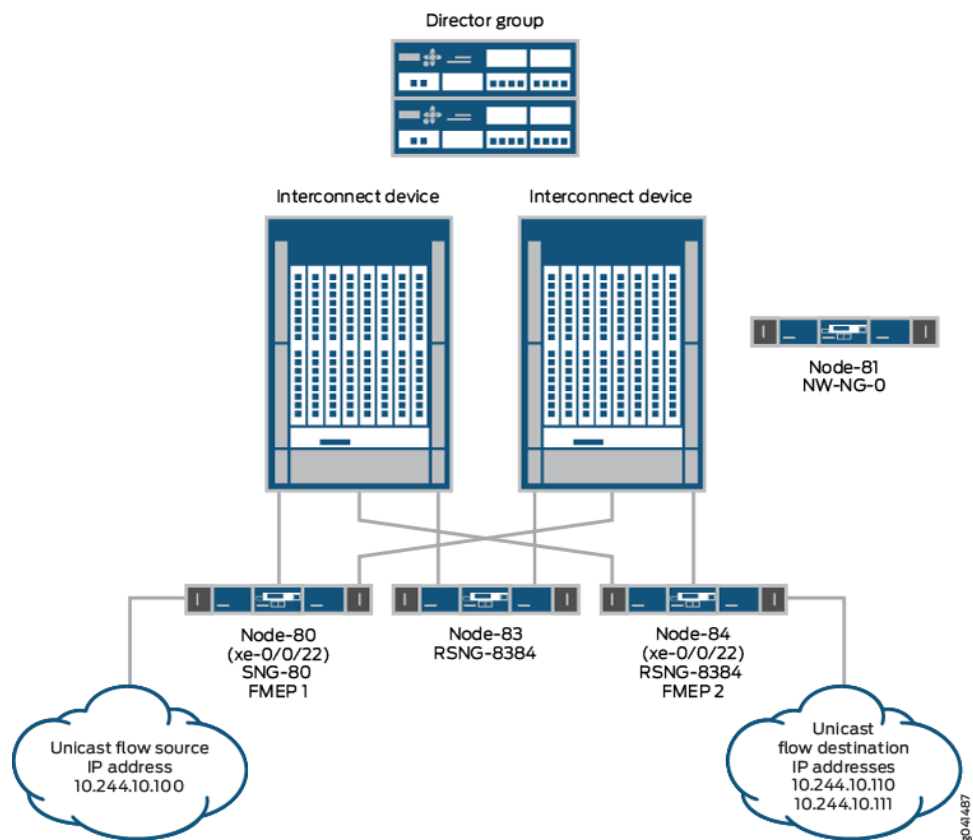 Director group
Interconnect device
Interconnect device
Node-81
NW-NG-0
Node-80
(xe-0/0/22)
SNG-80
FMEP 1
Node-83
RSNG-8384
Node-84
(xe-0/0/22)
RSNG-8384
FMEP 2
Unicast flow source
IP address
10.244.10.100
Unicast
flow destination
IP addresses
10.244.10.110
10.244.10.111
g041487